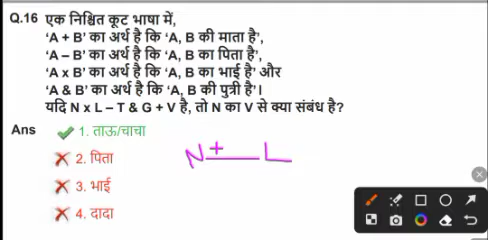 Q.16 एक निश्चित कूट भाषा में,
'A + B' का अर्थ है कि 'A, B की माता है',
'A – B' का अर्थ है कि 'A, B का पिता है',
'A x B' का अर्थ है कि 'A, B का भाई है' और
'A & B' का अर्थ है कि 'A, B की पुत्री है'।
यदि N x L – T & G + V है, तो N का V से क्या संबंध है?
Ans 1. ताऊ/चाचा
2. पिता
3. भाई
4. दादा
N + L